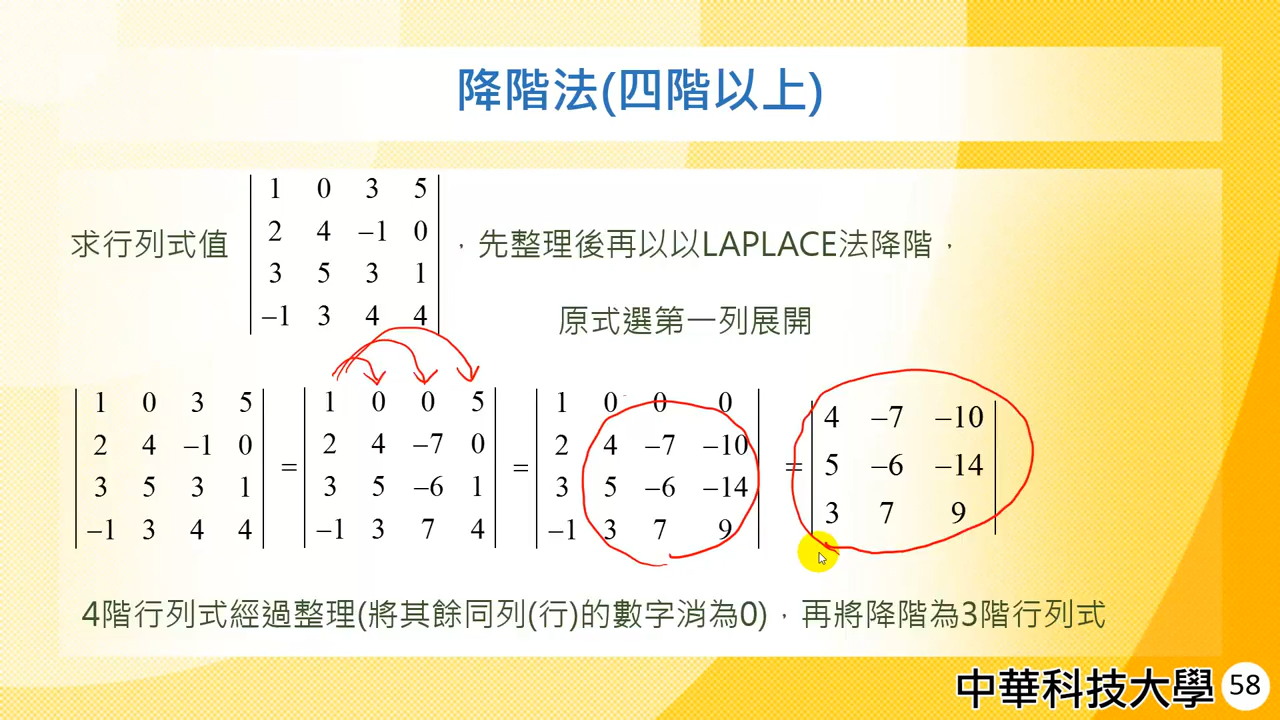 降階法(四階以上)
1 0 3 5
2 4 −1 0
3 5 3 1
−1 3 4 4
求行列式值
，先整理後再以以LAPLACE法降階，
原式選第一列展開
1 0 3 5
2 4 −1 0
3 5 3 1
−1 3 4 4
=
1 0 0 5
2 4 −7 0
3 5 −6 1
−1 3 7 4
=
1 0 0 0
2 4 −7 −10
3 5 −6 −14
−1 3 7 9
=
4 −7 −10
5 −6 −14
3 7 9
4階行列式經過整理(將其餘同列(行)的數字消為0)，再將降階為3階行列式
中華科技大學 58